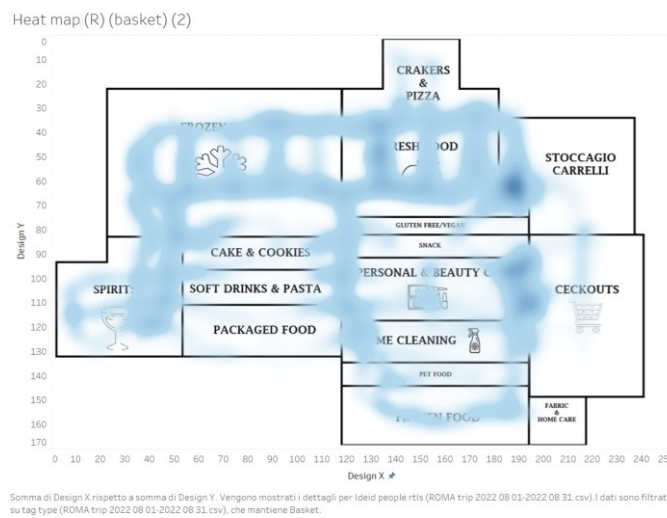 Heat map (R) (basket) (2)
0
10
20
30
40
50
60
70
80
90
100
110
120
130
140
150
160
170
Design Y
CRAKERS
&
PIZZA
FROZEN
STOCCAGIO
CARRELLI
GLUTEN FREE/VEGAN
SNACK
CAKE & COOKIES
PERSONAL & BEAUTY C
SPIRITS
SOFT DRINKS & PASTA
CECKOUTS
PACKAGED FOOD
ME CLEANING
PET FOOD
FOOD
FABRIC
&
HOME CARE
0 10 20 30 40 50 60 70 80 90 100 110 120 130 140 150 160 170 180 190 200 210 220 230 240
Design X
Somma di Design X rispetto a somma di Design Y. Vengono mostrati i dettagli per Ideid people rtls (ROMA trip 2022 08 01-2022 08 31.csv).I dati sono filtrat
su tag type (ROMA trip 2022 08 01-2022 08 31.csv), che mantiene Basket.